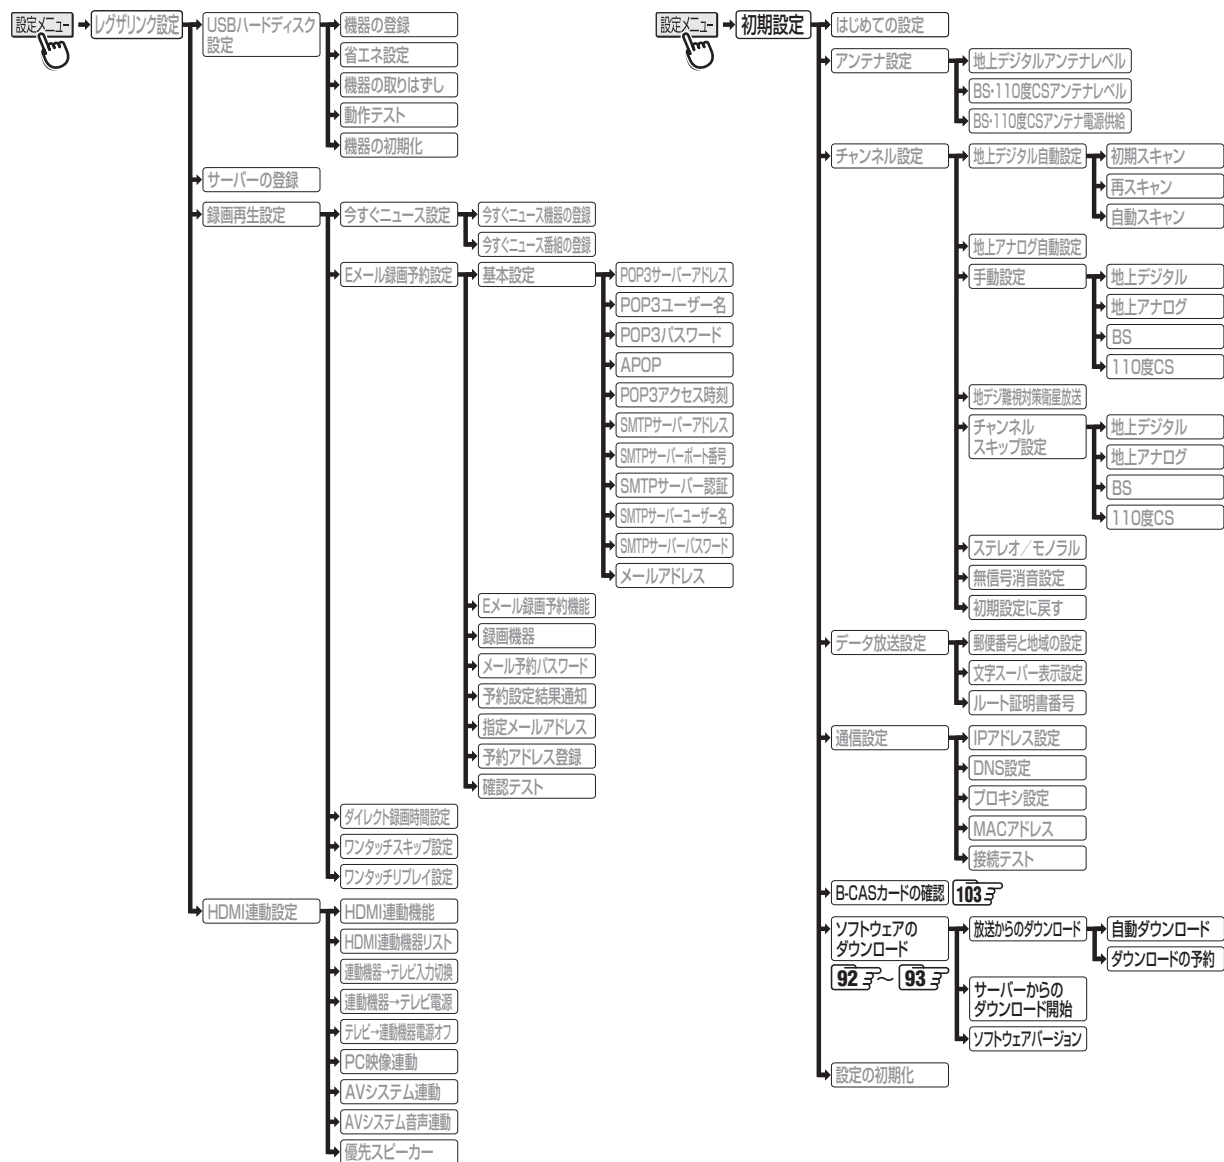 設定メニュー
レグザリンク設定
USBハードディスク
設定
機器の登録
省エネ設定
機器の取りはずし
動作テスト
機器の初期化
サーバーの登録
録画再生設定
今すぐニュース設定
今すぐニュース機器の登録
今すぐニュース番組の登録
Eメール録画予約設定
基本設定
POP3サーバーアドレス
POP3ユーザー名
POP3パスワード
APOP
POP3アクセス時刻
SMTPサーバーアドレス
SMTPサーバーポート番号
SMTPサーバー認証
SMTPサーバーユーザー名
SMTPサーバーパスワード
メールアドレス
Eメール録画予約機能
録画機器
メール予約パスワード
予約設定結果通知
指定メールアドレス
予約アドレス登録
確認テスト
ダイレクト録画時間設定
ワンタッチスキップ設定
ワンタッチリプレイ設定
HDMI連動設定
HDMI連動機能
HDMI連動機器リスト
連動機器→テレビ入力切換
連動機器→テレビ電源
テレビ→連動機器電源オフ
PC映像連動
AVシステム連動
AVシステム音声連動
優先スピーカー
設定メニュー
初期設定
はじめての設定
アンテナ設定
地上デジタルアンテナレベル
BS・110度CSアンテナレベル
BS・110度CSアンテナ電源供給
チャンネル設定
地上デジタル自動設定
初期スキャン
再スキャン
自動スキャン
地上アナログ自動設定
手動設定
地上デジタル
地上アナログ
BS
110度CS
地デジ難視対策衛星放送
チャンネル
スキップ設定
地上デジタル
地上アナログ
BS
110度CS
ステレオ／モノラル
無信号消音設定
初期設定に戻す
データ放送設定
郵便番号と地域の設定
文字スーパー表示設定
ルート証明書番号
通信設定
IPアドレス設定
DNS設定
プロキシ設定
MACアドレス
接続テスト
B-CASカードの確認 103
ソフトウェアの
ダウンロード
92 ～ 93
放送からのダウンロード
自動ダウンロード
ダウンロードの予約
サーバーからの
ダウンロード開始
ソフトウェアバージョン
設定の初期化